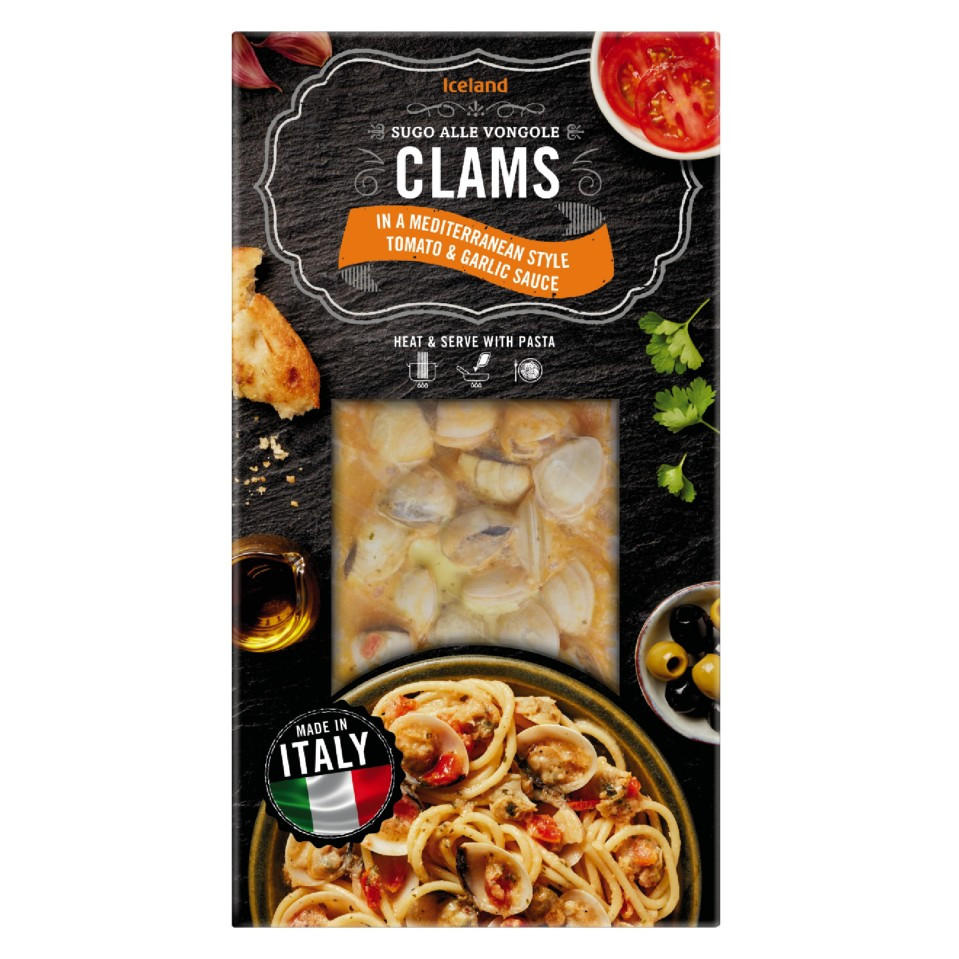 Iceland
SUGO ALLE VONGOLE
CLAMS
IN A MEDITERRANEAN STYLE
TOMATO & GARLIC SAUCE
HEAT & SERVE WITH PASTA
MADE IN
ITALY